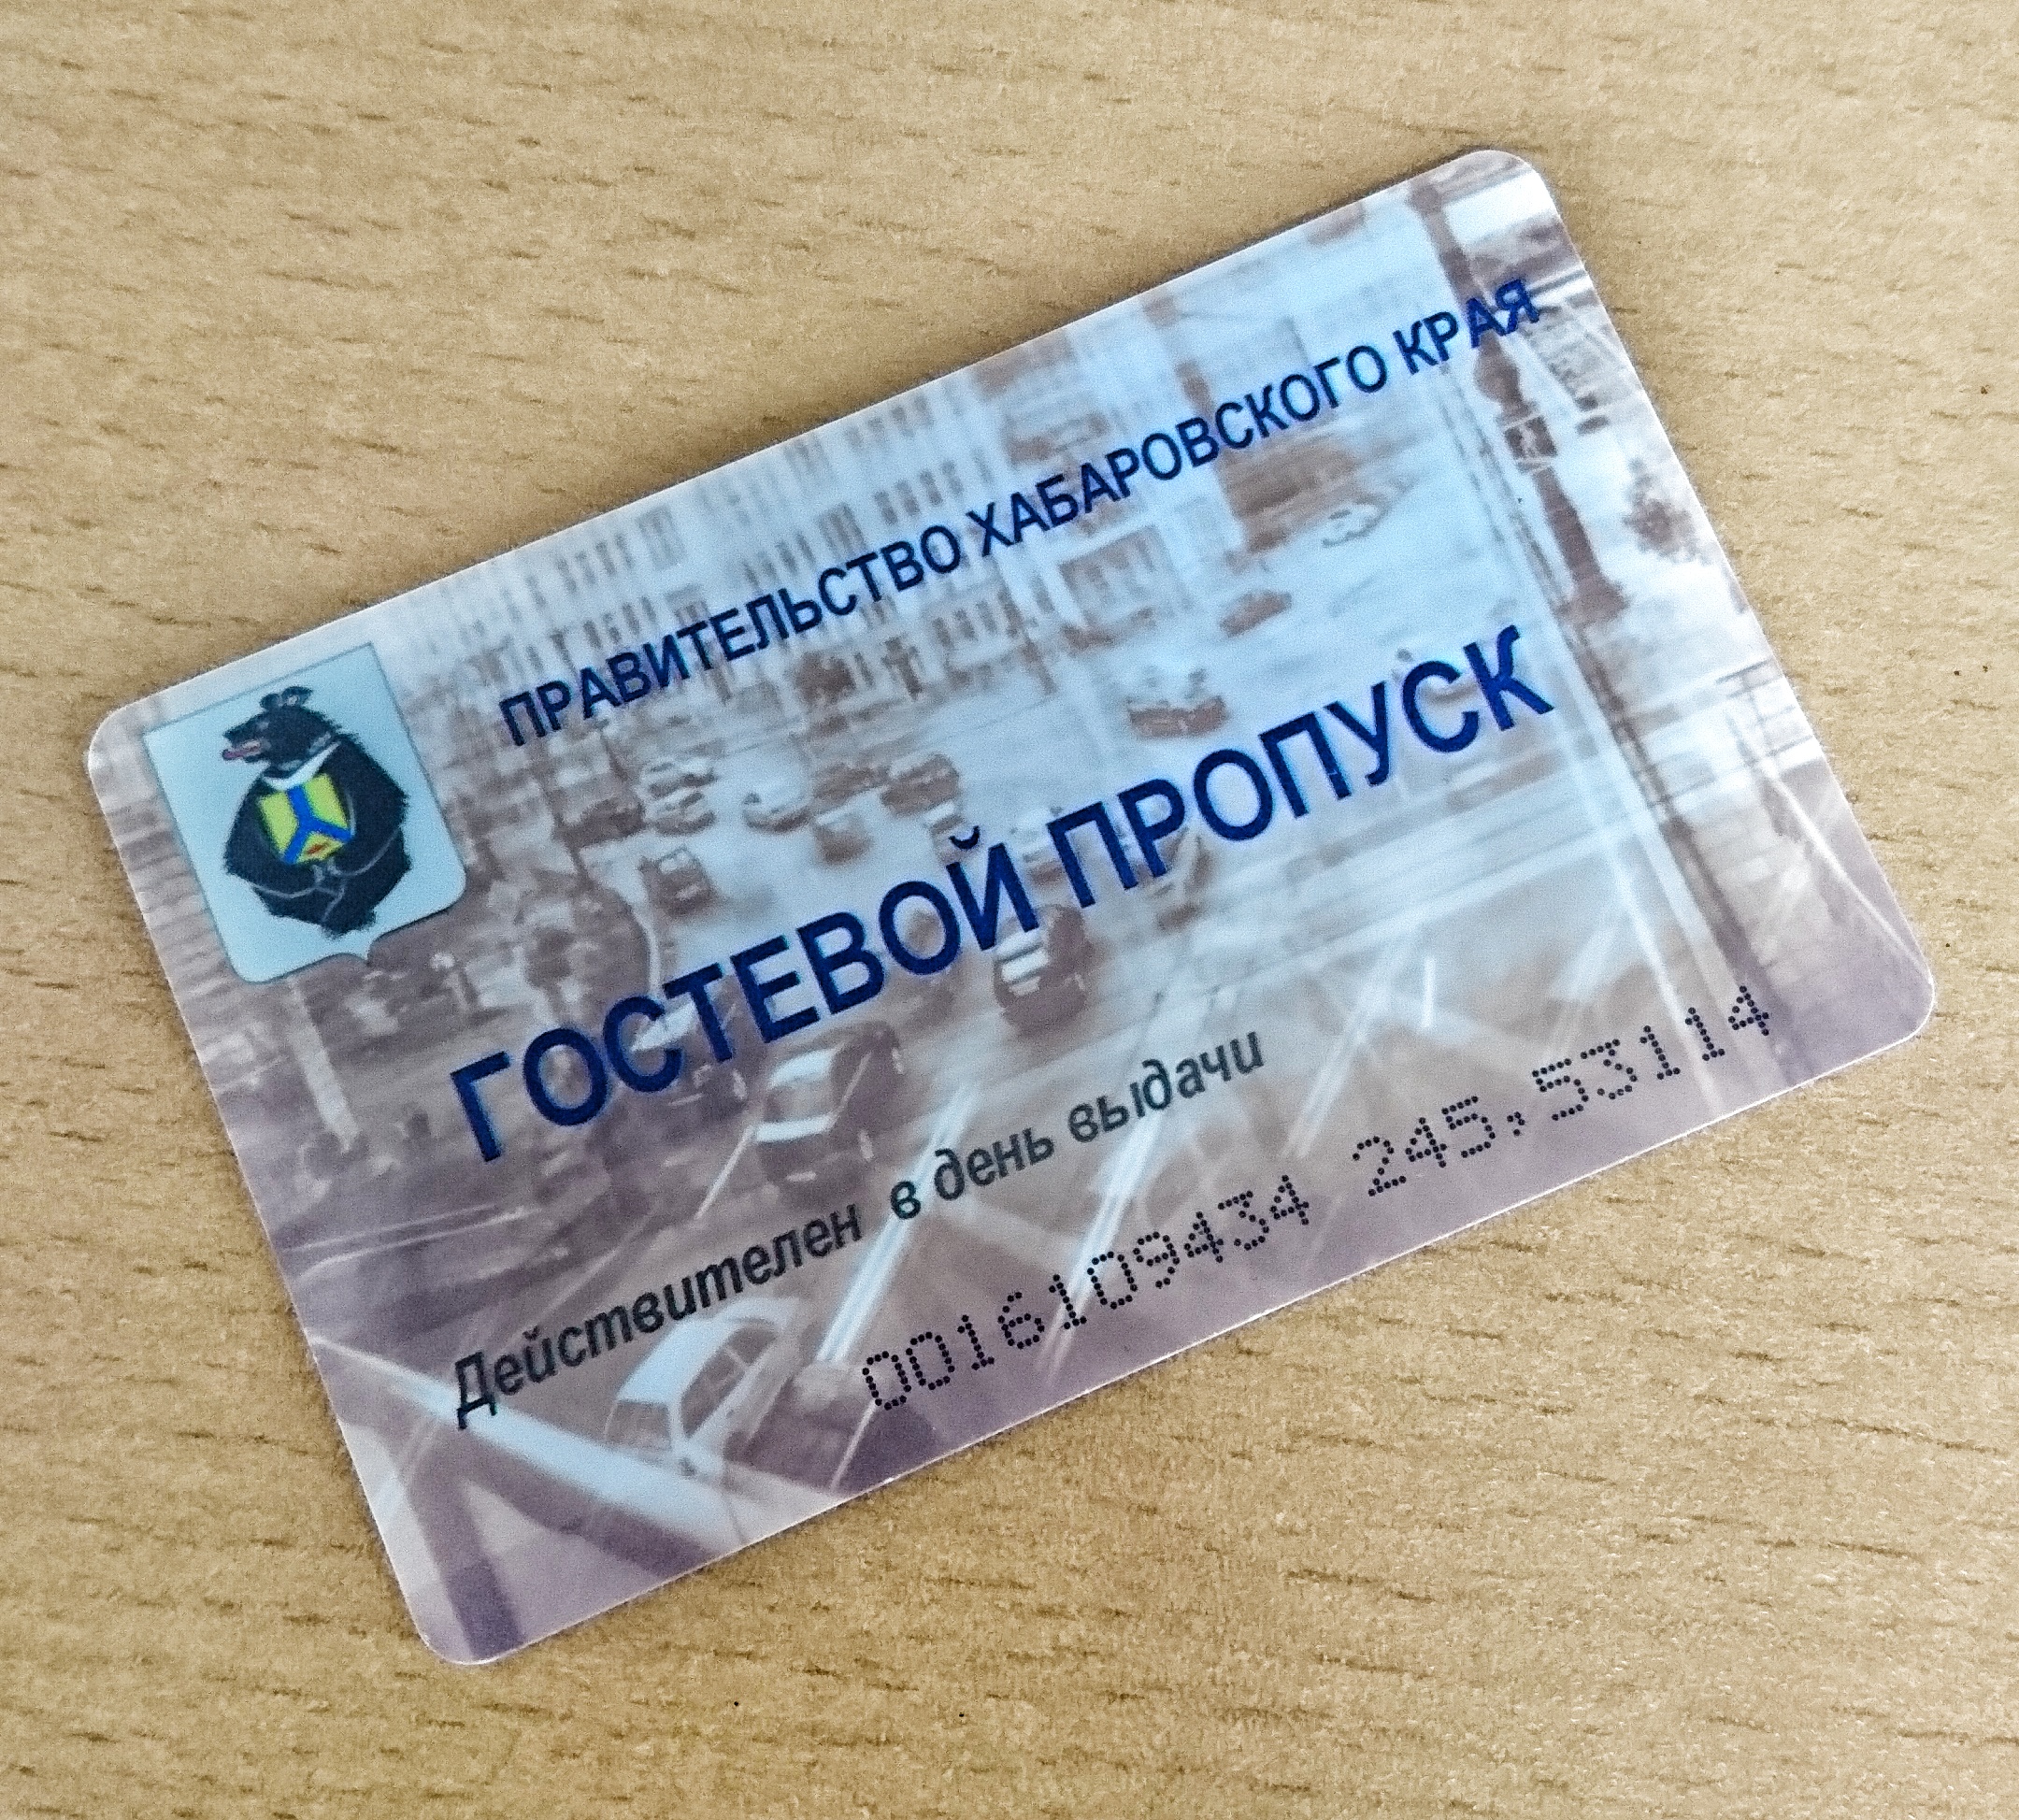 ПРАВИТЕЛЬСТВО ХАБАРОВСКОГО КРАЯ
ГОСТЕВОЙ ПРОПУСК
Действителен в день выдачи
0016109434 245,53114